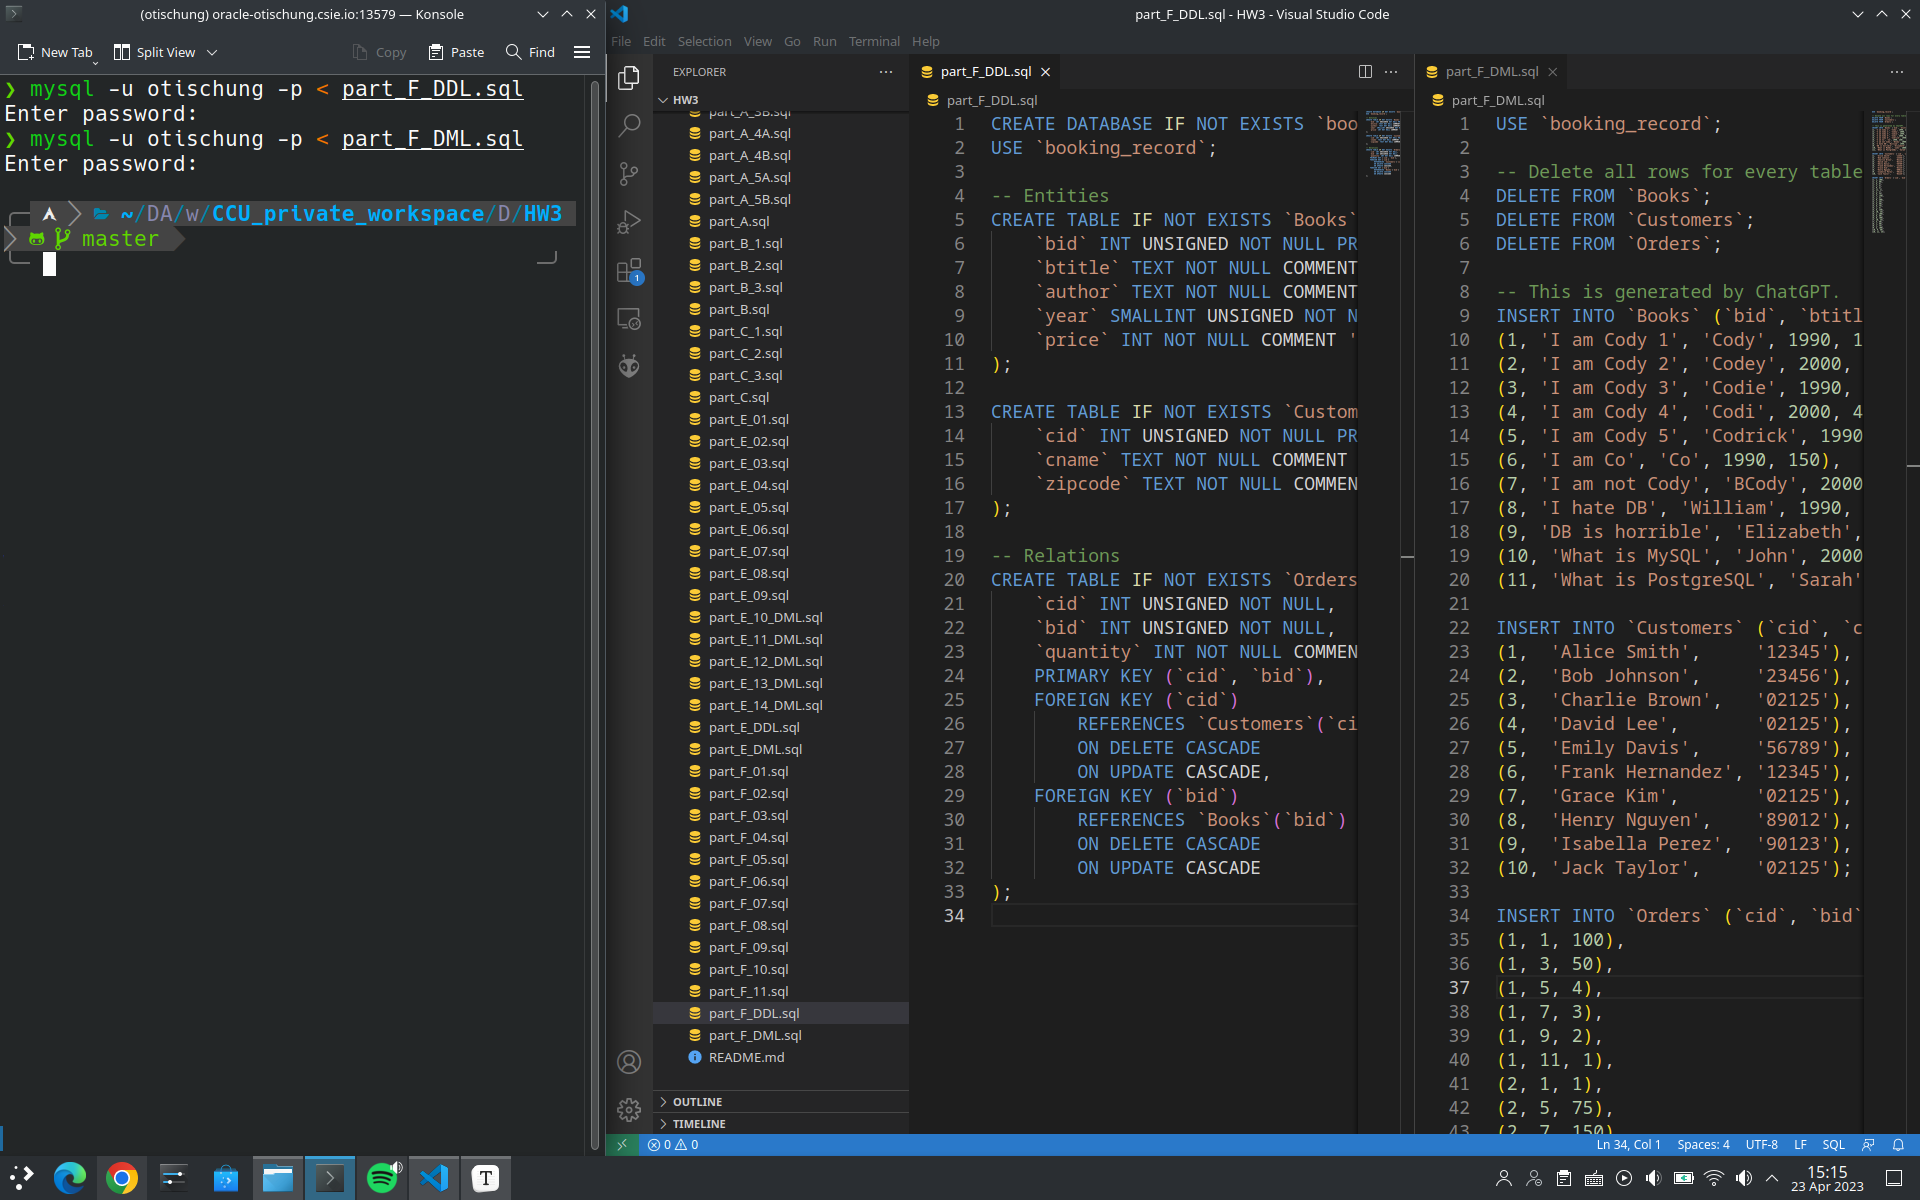 (otischung) oracle-otischung.csie.io:13579 — Konsole
New Tab
Split View
Copy
Paste
Find
❯ mysql -u otischung -p < part_F_DDL.sql
Enter password:
❯ mysql -u otischung -p < part_F_DML.sql
Enter password:
~/DA/w/CCU_private_workspace/D/HW3
master
part_F_DDL.sql - HW3 - Visual Studio Code
File Edit Selection View Go Run Terminal Help
1
EXPLORER
HW3
part_A_3B.sql
part_A_4A.sql
part_A_4B.sql
part_A_5A.sql
part_A_5B.sql
part_A.sql
part_B_1.sql
part_B_2.sql
part_B_3.sql
part_B.sql
part_C_1.sql
part_C_2.sql
part_C_3.sql
part_C.sql
part_E_01.sql
part_E_02.sql
part_E_03.sql
part_E_04.sql
part_E_05.sql
part_E_06.sql
part_E_07.sql
part_E_08.sql
part_E_09.sql
part_E_10_DML.sql
part_E_11_DML.sql
part_E_12_DML.sql
part_E_13_DML.sql
part_E_14_DML.sql
part_E_DDL.sql
part_E_DML.sql
part_F_01.sql
part_F_02.sql
part_F_03.sql
part_F_04.sql
part_F_05.sql
part_F_06.sql
part_F_07.sql
part_F_08.sql
part_F_09.sql
part_F_10.sql
part_F_11.sql
part_F_DDL.sql
part_F_DML.sql
README.md
OUTLINE
TIMELINE
part_F_DDL.sql
part_F_DDL.sql
1 CREATE DATABASE IF NOT EXISTS `boo
2 USE `booking_record`;
3
4 -- Entities
5 CREATE TABLE IF NOT EXISTS `Books`
6 `bid` INT UNSIGNED NOT NULL PR
7 `btitle` TEXT NOT NULL COMMENT
8 `author` TEXT NOT NULL COMMENT
9 `year` SMALLINT UNSIGNED NOT N
10 `price` INT NOT NULL COMMENT '
11 );
12
13 CREATE TABLE IF NOT EXISTS `Custom
14 `cid` INT UNSIGNED NOT NULL PR
15 `cname` TEXT NOT NULL COMMENT
16 `zipcode` TEXT NOT NULL COMMEN
17 );
18
19 -- Relations
20 CREATE TABLE IF NOT EXISTS `Orders
21 `cid` INT UNSIGNED NOT NULL,
22 `bid` INT UNSIGNED NOT NULL,
23 `quantity` INT NOT NULL COMMEN
24 PRIMARY KEY (`cid`, `bid`),
25 FOREIGN KEY (`cid`)
26 REFERENCES `Customers`(`ci
27 ON DELETE CASCADE
28 ON UPDATE CASCADE,
29 FOREIGN KEY (`bid`)
30 REFERENCES `Books`(`bid`)
31 ON DELETE CASCADE
32 ON UPDATE CASCADE
33 );
34
part_F_DML.sql
part_F_DML.sql
1 USE `booking_record`;
2
3 -- Delete all rows for every table
4 DELETE FROM `Books`;
5 DELETE FROM `Customers`;
6 DELETE FROM `Orders`;
7
8 -- This is generated by ChatGPT.
9 INSERT INTO `Books` (`bid`, `btitl
10 (1, 'I am Cody 1', 'Cody', 1990, 1
11 (2, 'I am Cody 2', 'Codey', 2000,
12 (3, 'I am Cody 3', 'Codie', 1990,
13 (4, 'I am Cody 4', 'Codi', 2000, 4
14 (5, 'I am Cody 5', 'Codrick', 1990
15 (6, 'I am Co', 'Co', 1990, 150),
16 (7, 'I am not Cody', 'BCody', 2000
17 (8, 'I hate DB', 'William', 1990,
18 (9, 'DB is horrible', 'Elizabeth',
19 (10, 'What is MySQL', 'John', 2000
20 (11, 'What is PostgreSQL', 'Sarah'
21
22 INSERT INTO `Customers` (`cid`, `c
23 (1, 'Alice Smith', '12345'),
24 (2, 'Bob Johnson', '23456'),
25 (3, 'Charlie Brown', '02125'),
26 (4, 'David Lee', '02125'),
27 (5, 'Emily Davis', '56789'),
28 (6, 'Frank Hernandez', '12345'),
29 (7, 'Grace Kim', '02125'),
30 (8, 'Henry Nguyen', '89012'),
31 (9, 'Isabella Perez', '90123'),
32 (10, 'Jack Taylor', '02125');
33
34 INSERT INTO `Orders` (`cid`, `bid`
35 (1, 1, 100),
36 (1, 3, 50),
37 (1, 5, 4),
38 (1, 7, 3),
39 (1, 9, 2),
40 (1, 11, 1),
41 (2, 1, 1),
42 (2, 5, 75),
43 (2, 7, 150)
0 0
Ln 34, Col 1 Spaces: 4 UTF-8 LF SQL
T
15:15
23 Apr 2023